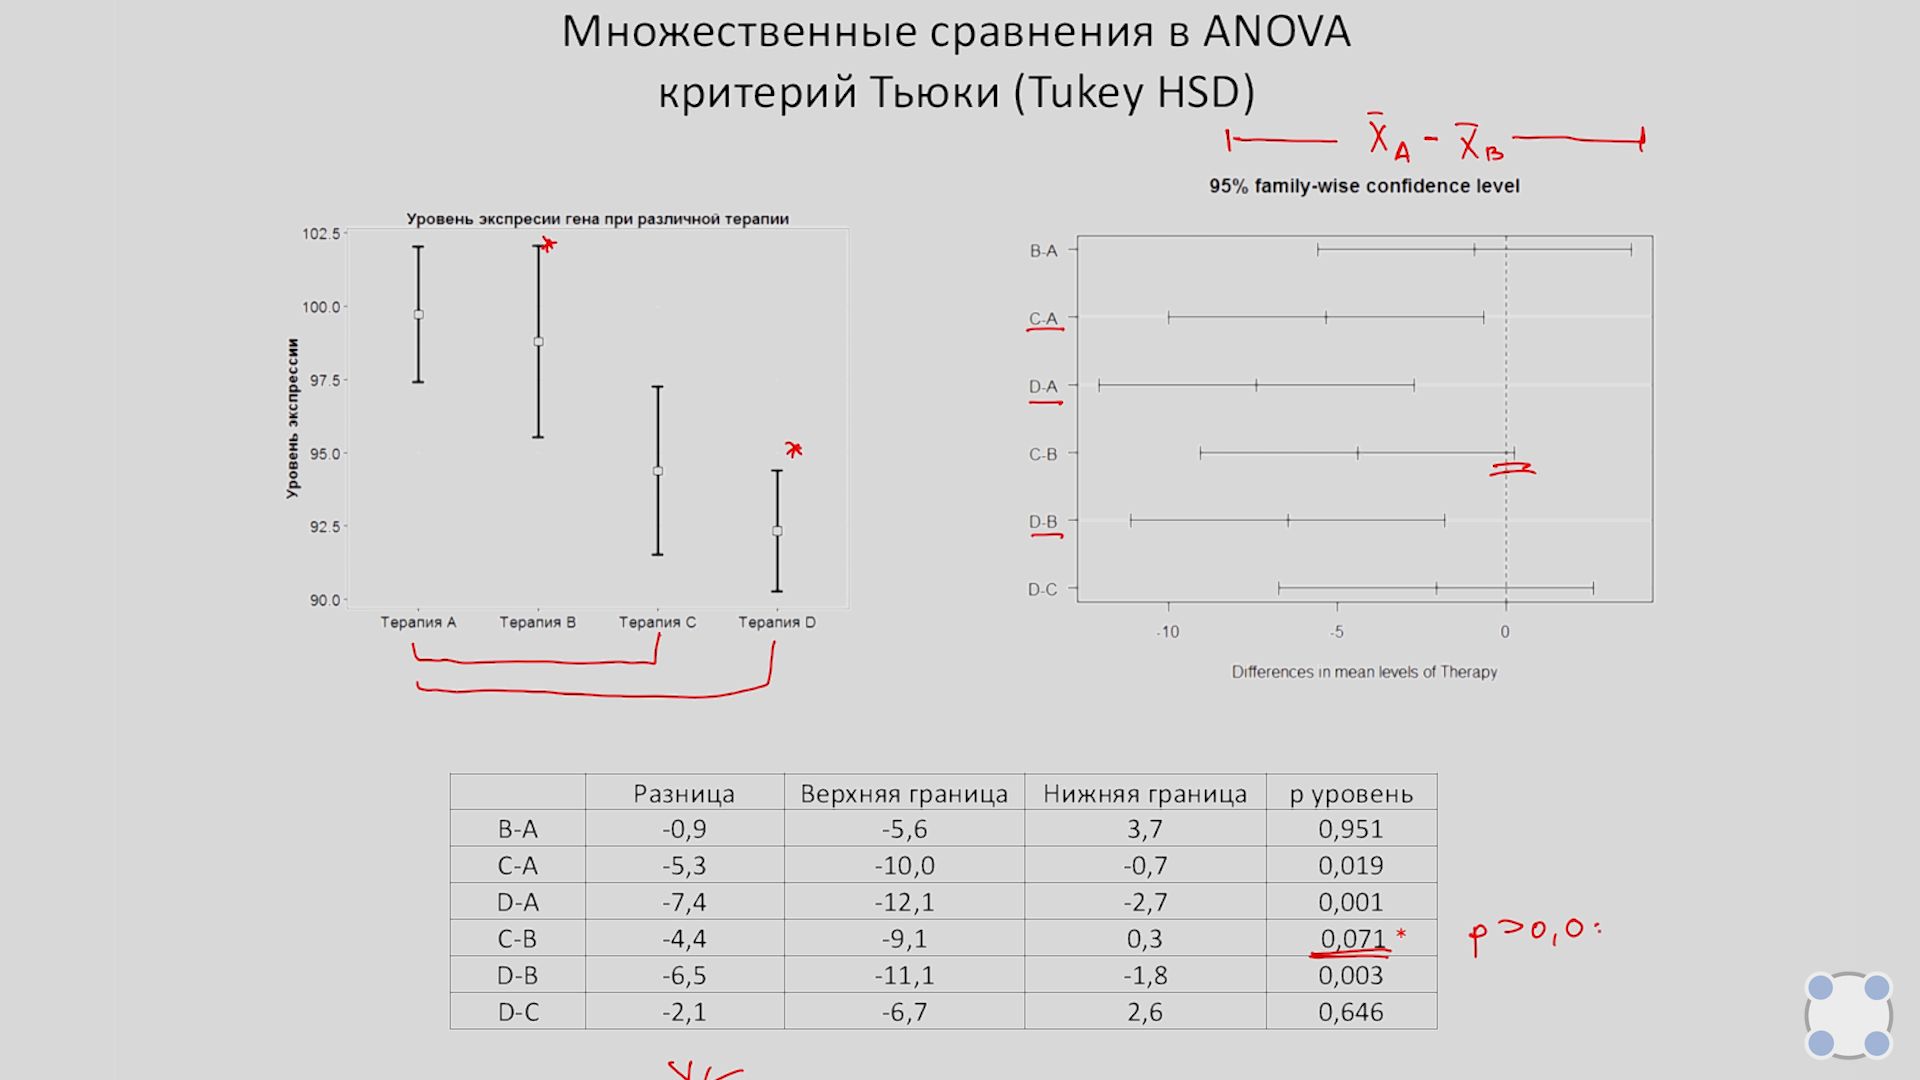 Множественные сравнения в ANOVA
критерий Тьюки (Tukey HSD)
X̄A - X̄B
95% family-wise confidence level
Уровень экспресии гена при различной терапии
Уровень экспрессии
102.5
100.0
97.5
95.0
92.5
90.0
Терапия A Терапия B Терапия C Терапия D
B-A
C-A
D-A
C-B
D-B
D-C
-10 -5 0
Differences in mean levels of Therapy
Разница Верхняя граница Нижняя граница p уровень
B-A -0,9 -5,6 3,7 0,951
C-A -5,3 -10,0 -0,7 0,019
D-A -7,4 -12,1 -2,7 0,001
C-B -4,4 -9,1 0,3 0,071 *
D-B -6,5 -11,1 -1,8 0,003
D-C -2,1 -6,7 2,6 0,646
p > 0,0